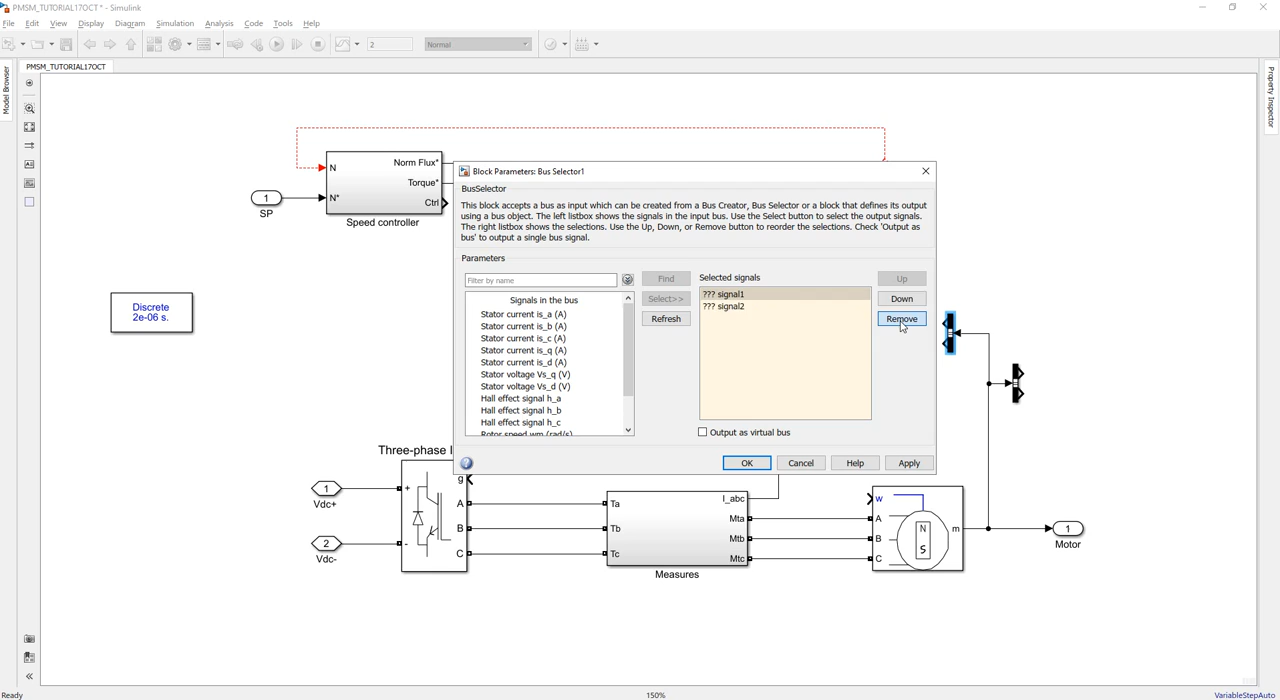 PMSM_TUTORIAL17OCT * - Simulink
File Edit View Display Diagram Simulation Analysis Code Tools Help
2
Normal
PMSM_TUTORIAL17OCT
Model Browser
Property Inspector
N
N*
Norm Flux*
Torque*
Ctrl
1
SP
Speed controller
Discrete
2e-06 s.
Block Parameters: Bus Selector1
BusSelector
This block accepts a bus as input which can be created from a Bus Creator, Bus Selector or a block that defines its output
using a bus object. The left listbox shows the signals in the input bus. Use the Select button to select the output signals.
The right listbox shows the selections. Use the Up, Down, or Remove button to reorder the selections. Check 'Output as
bus' to output a single bus signal.
Parameters
Filter by name
Find
Select>>
Refresh
Signals in the bus
Stator current is_a (A)
Stator current is_b (A)
Stator current is_c (A)
Stator current is_q (A)
Stator current is_d (A)
Stator voltage Vs_q (V)
Stator voltage Vs_d (V)
Hall effect signal h_a
Hall effect signal h_b
Hall effect signal h_c
Rotor speed wm (rad/s)
Selected signals
??? signal1
??? signal2
Up
Down
Remove
Output as virtual bus
OK Cancel Help Apply
Three-phase I
1
Vdc+
2
Vdc-
+
-
g
A
B
C
Ta
Tb
Tc
I_abc
Mta
Mtb
Mtc
Measures
w
A
B
C
N
S
m
1
Motor
Ready
150%
VariableStepAuto